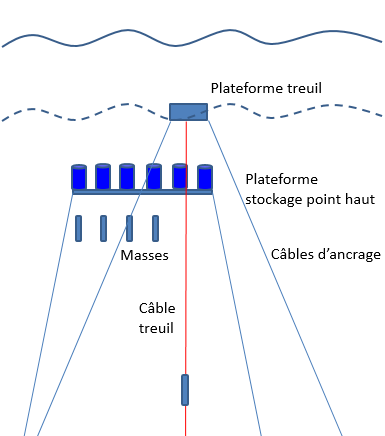 Plateforme treuil
Plateforme
stockage point haut
Masses
Câbles d’ancrage
Câble
treuil